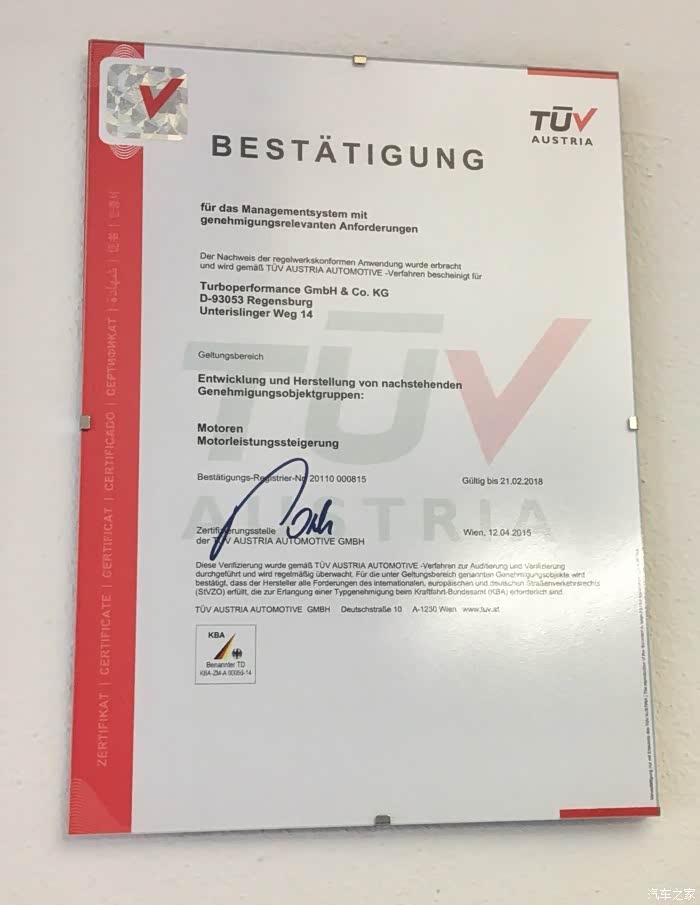 TÜV
AUSTRIA
BESTÄTIGUNG
für das Managementsystem mit
genehmigungsrelevanten Anforderungen
Der Nachweis der regelwerkskonformen Anwendung wurde erbracht
und wird gemäß TÜV AUSTRIA AUTOMOTIVE -Verfahren bescheinigt für
Turboperformance GmbH & Co. KG
D-93053 Regensburg
Unterislinger Weg 14
Geltungsbereich
Entwicklung und Herstellung von nachstehenden
Genehmigungsobjektgruppen:
Motoren
Motorleistungssteigerung
TÜV
AUSTRIA
Bestätigungs-Registrier-Nr. 20110 000815 Gültig bis 21.02.2018
Zertifizierungsstelle Wien, 12.04.2015
der TÜV AUSTRIA AUTOMOTIVE GMBH
Diese Verifizierung wurde gemäß TÜV AUSTRIA AUTOMOTIVE -Verfahren zur Auditierung und Verifizierung
durchgeführt und wird regelmäßig überwacht. Für die unter Geltungsbereich genannten Genehmigungsobjekte wird
bestätigt, dass der Hersteller alle Forderungen des internationalen, europäischen und deutschen Straßenverkehrsrechts
(StVZO) erfüllt, die zur Erlangung einer Typgenehmigung beim Kraftfahrt-Bundesamt (KBA) erforderlich sind.
TÜV AUSTRIA AUTOMOTIVE GMBH Deutschstraße 10 A-1230 Wien www.tuv.at
KBA
Benannter TD
KBA-ZM-A 00055-14
ZERTIFIKAT | CERTIFICATE | CERTIFICAT | CERTIFICADO | СЕРТИФИКАТ | شهادة | 证书 |
汽车之家